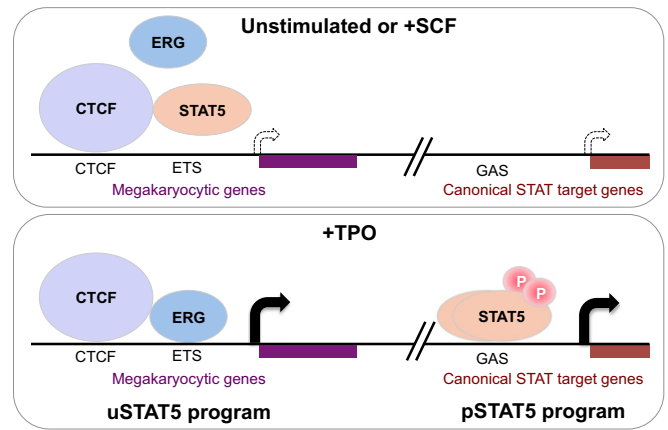 Unstimulated or +SCF
ERG
CTCF
STAT5
CTCF
ETS
GAS
Megakaryocytic genes
Canonical STAT target genes
+TPO
CTCF
ERG
P
P
STAT5
CTCF
ETS
GAS
Megakaryocytic genes
Canonical STAT target genes
uSTAT5 program
pSTAT5 program